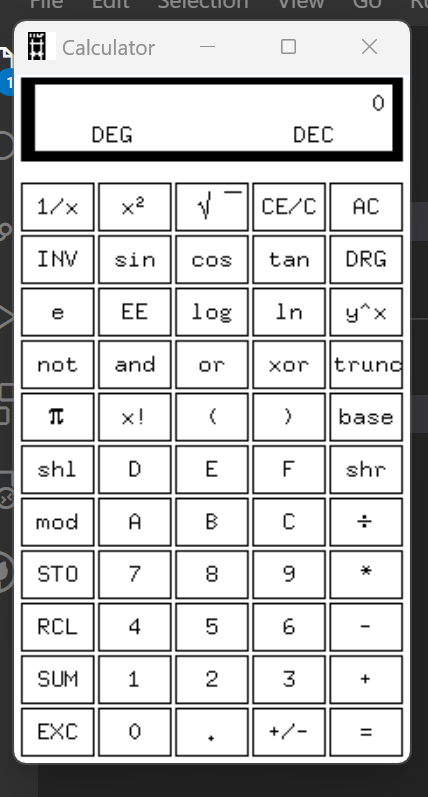 File Edit Selection View Go
Calculator
1
0
DEG DEC
1/x x² √‾ CE/C AC
INV sin cos tan DRG
e EE log ln y^x
not and or xor trunc
π x! ( ) base
shl D E F shr
mod A B C ÷
STO 7 8 9 *
RCL 4 5 6 -
SUM 1 2 3 +
EXC 0 . +/- =